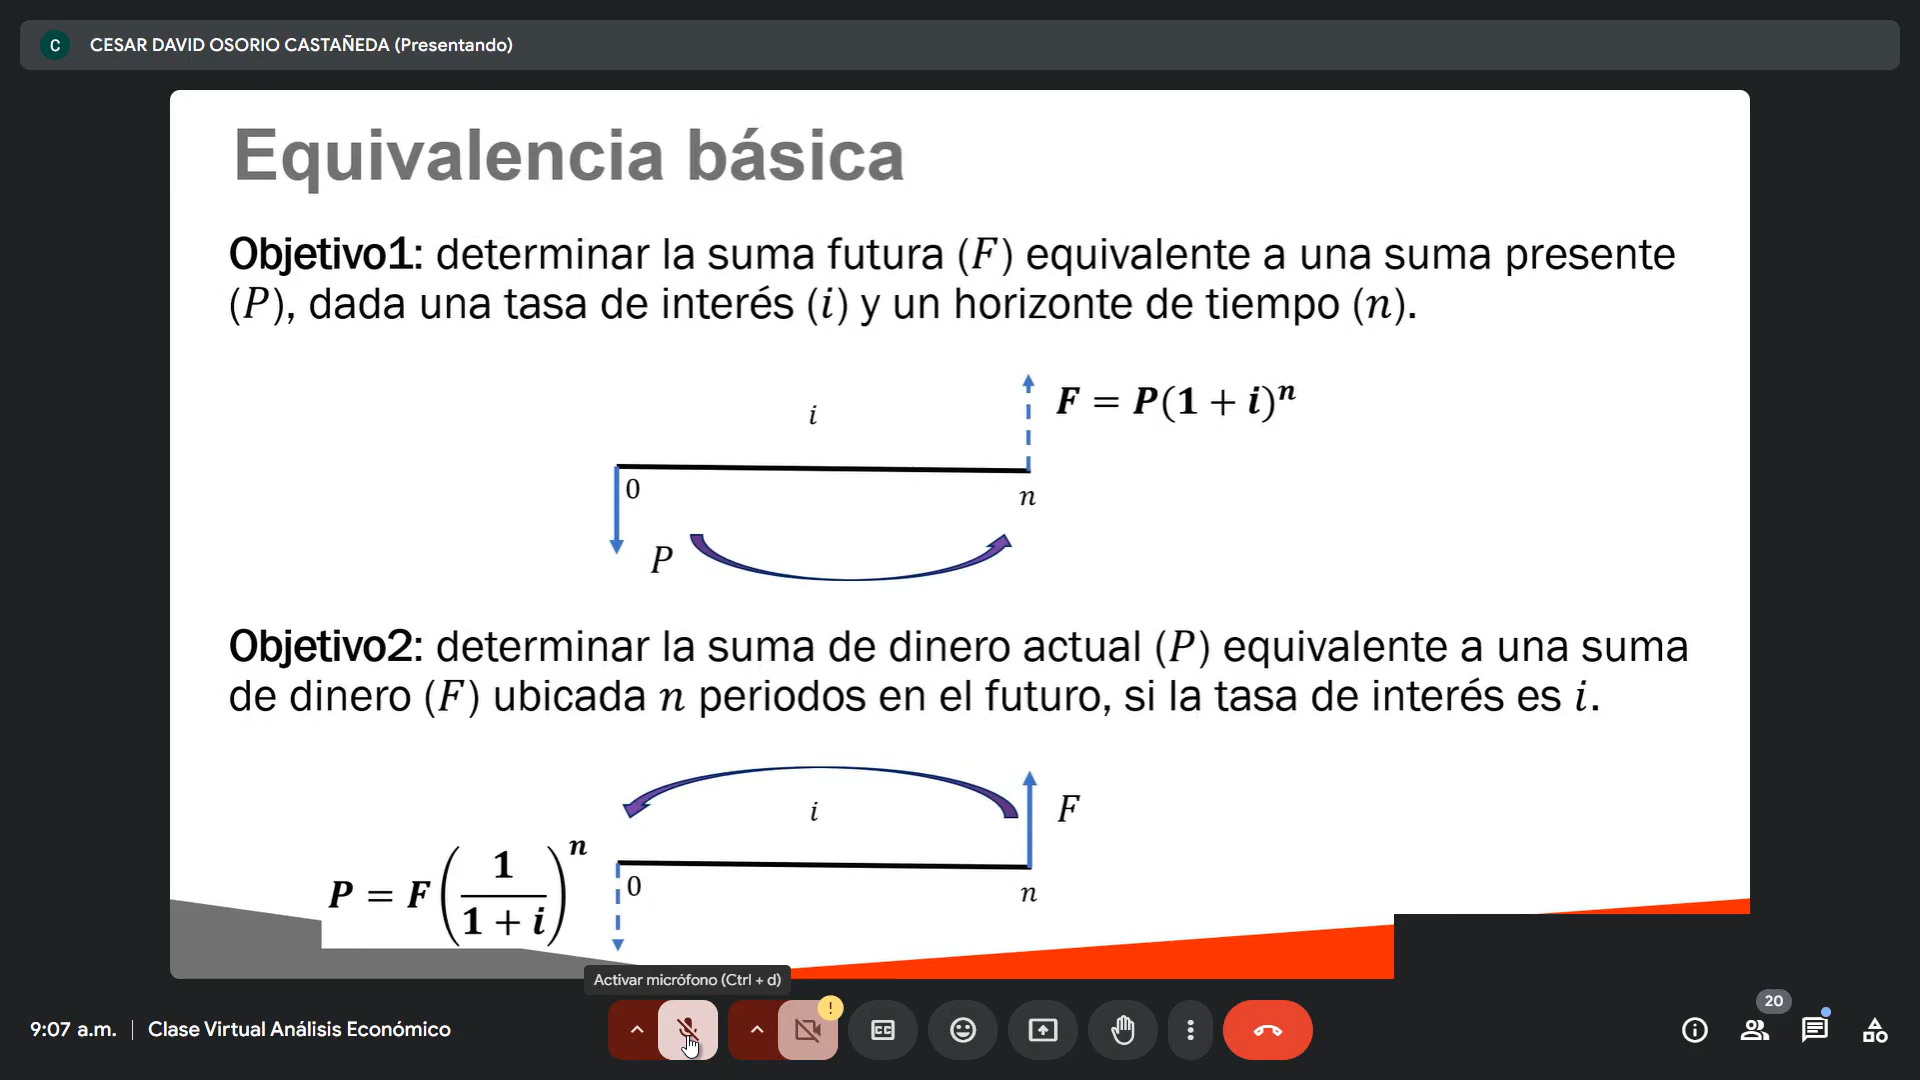 C
CESAR DAVID OSORIO CASTAÑEDA (Presentando)
Equivalencia básica
Objetivo1: determinar la suma futura (F) equivalente a una suma presente
(P), dada una tasa de interés (i) y un horizonte de tiempo (n).
i
F = P(1 + i)^n
0
n
P
Objetivo2: determinar la suma de dinero actual (P) equivalente a una suma
de dinero (F) ubicada n periodos en el futuro, si la tasa de interés es i.
i
F
P = F(1/(1 + i))^n
0
n
Activar micrófono (Ctrl + d)
!
CC
20
9:07 a.m. | Clase Virtual Análisis Económico